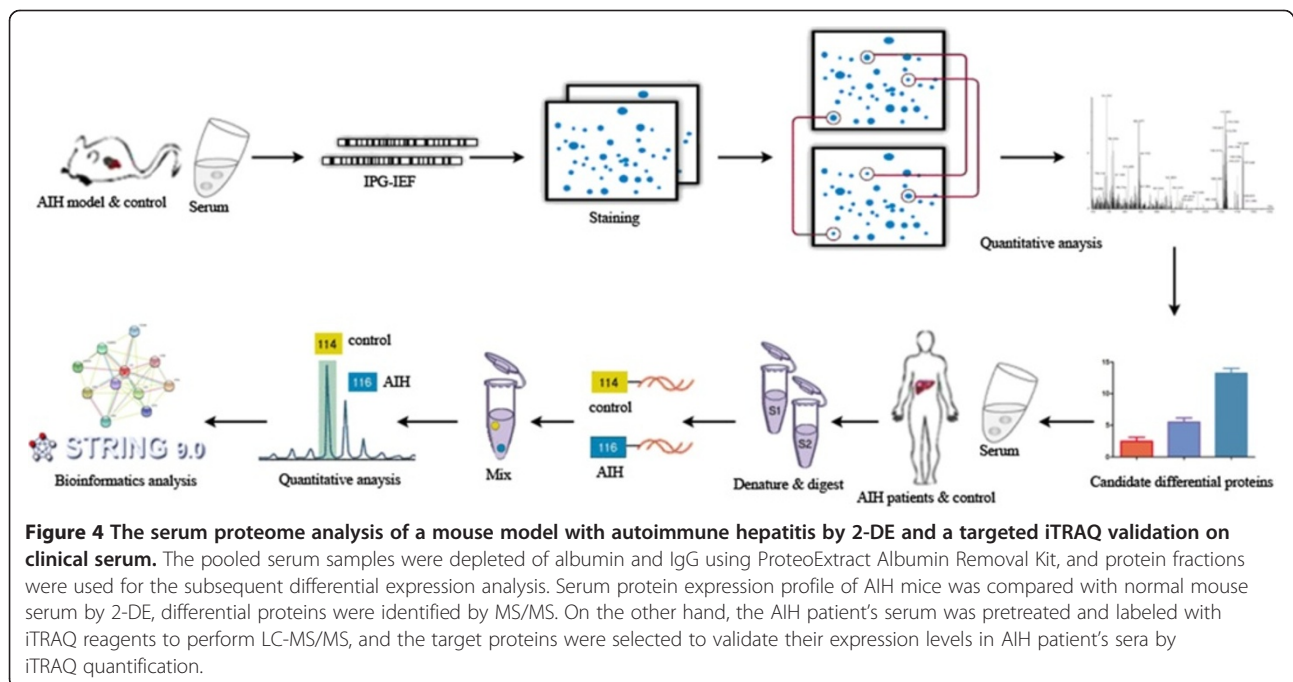 AIH model & control
Serum
IPG-IEF
Staining
Quantitative anaysis
15
10
5
0
Candidate differential proteins
Serum
AIH patients & control
S1
S2
Denature & digest
114
control
116
AIH
Mix
114 control
116 AIH
Quantitative anaysis
STRING 9.0
Bioinformatics analysis
Figure 4 The serum proteome analysis of a mouse model with autoimmune hepatitis by 2-DE and a targeted iTRAQ validation on
clinical serum. The pooled serum samples were depleted of albumin and IgG using ProteoExtract Albumin Removal Kit, and protein fractions
were used for the subsequent differential expression analysis. Serum protein expression profile of AIH mice was compared with normal mouse
serum by 2-DE, differential proteins were identified by MS/MS. On the other hand, the AIH patient's serum was pretreated and labeled with
iTRAQ reagents to perform LC-MS/MS, and the target proteins were selected to validate their expression levels in AIH patient's sera by
iTRAQ quantification.